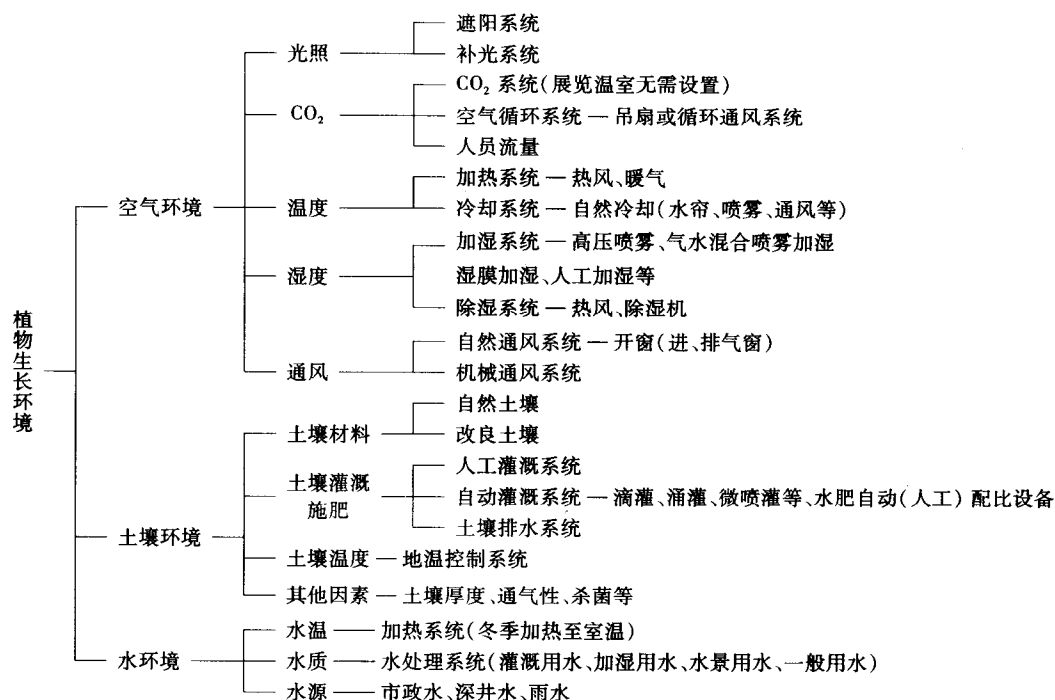 植物生长环境
空气环境
光照
遮阳系统
补光系统
CO₂
CO₂ 系统(展览温室无需设置)
空气循环系统 — 吊扇或循环通风系统
人员流量
温度
加热系统 — 热风、暖气
冷却系统 — 自然冷却(水帘、喷雾、通风等)
湿度
加湿系统 — 高压喷雾、气水混合喷雾加湿
湿膜加湿、人工加湿等
除湿系统 — 热风、除湿机
通风
自然通风系统 — 开窗(进、排气窗)
机械通风系统
土壤环境
土壤材料
自然土壤
改良土壤
土壤灌溉
施肥
人工灌溉系统
自动灌溉系统 — 滴灌、涌灌、微喷灌等、水肥自动(人工) 配比设备
土壤排水系统
土壤温度 — 地温控制系统
其他因素 — 土壤厚度、通气性、杀菌等
水环境
水温 — 加热系统(冬季加热至室温)
水质 — 水处理系统(灌溉用水、加湿用水、水景用水、一般用水)
水源 — 市政水、深井水、雨水